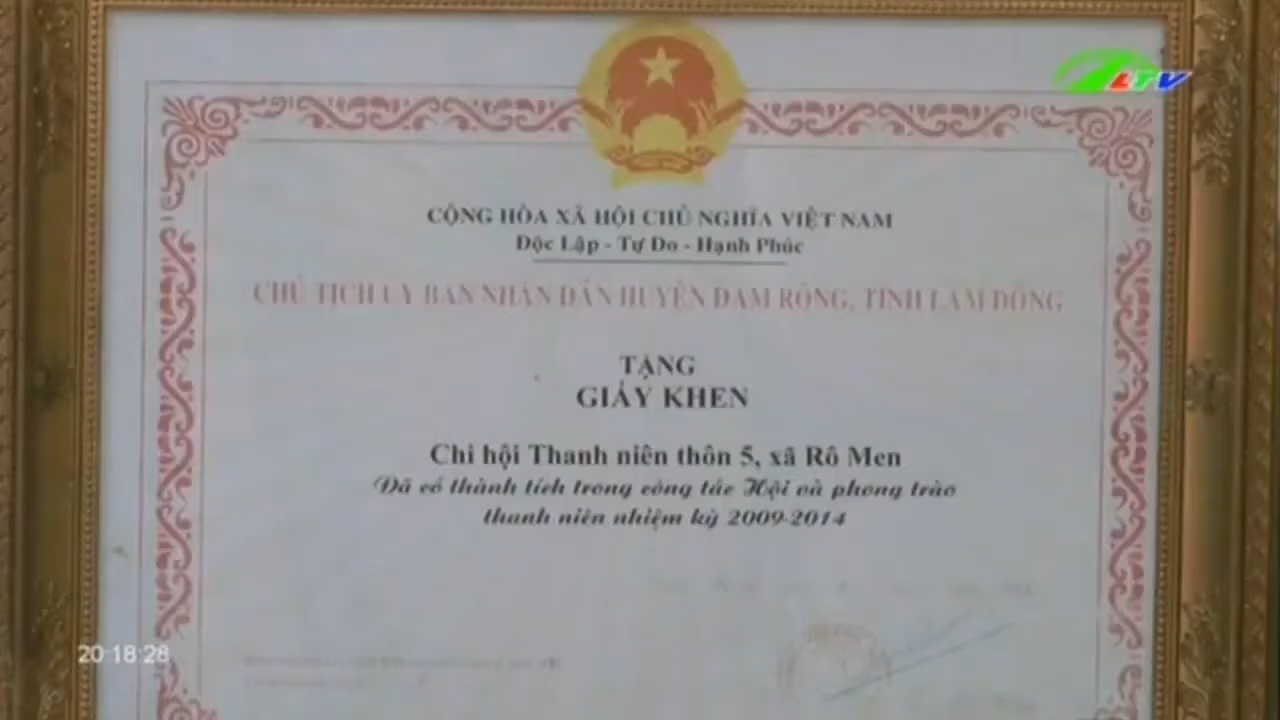 LTV
CỘNG HÒA XÃ HỘI CHỦ NGHĨA VIỆT NAM
Độc Lập - Tự Do - Hạnh Phúc
CHỦ TỊCH ỦY BAN NHÂN DÂN HUYỆN ĐAM RÔNG, TỈNH LÂM ĐỒNG
TẶNG
GIẤY KHEN
Chi hội Thanh niên thôn 5, xã Rô Men
Đã có thành tích trong công tác Hội và phong trào
thanh niên nhiệm kỳ 2009-2014
20:18:28